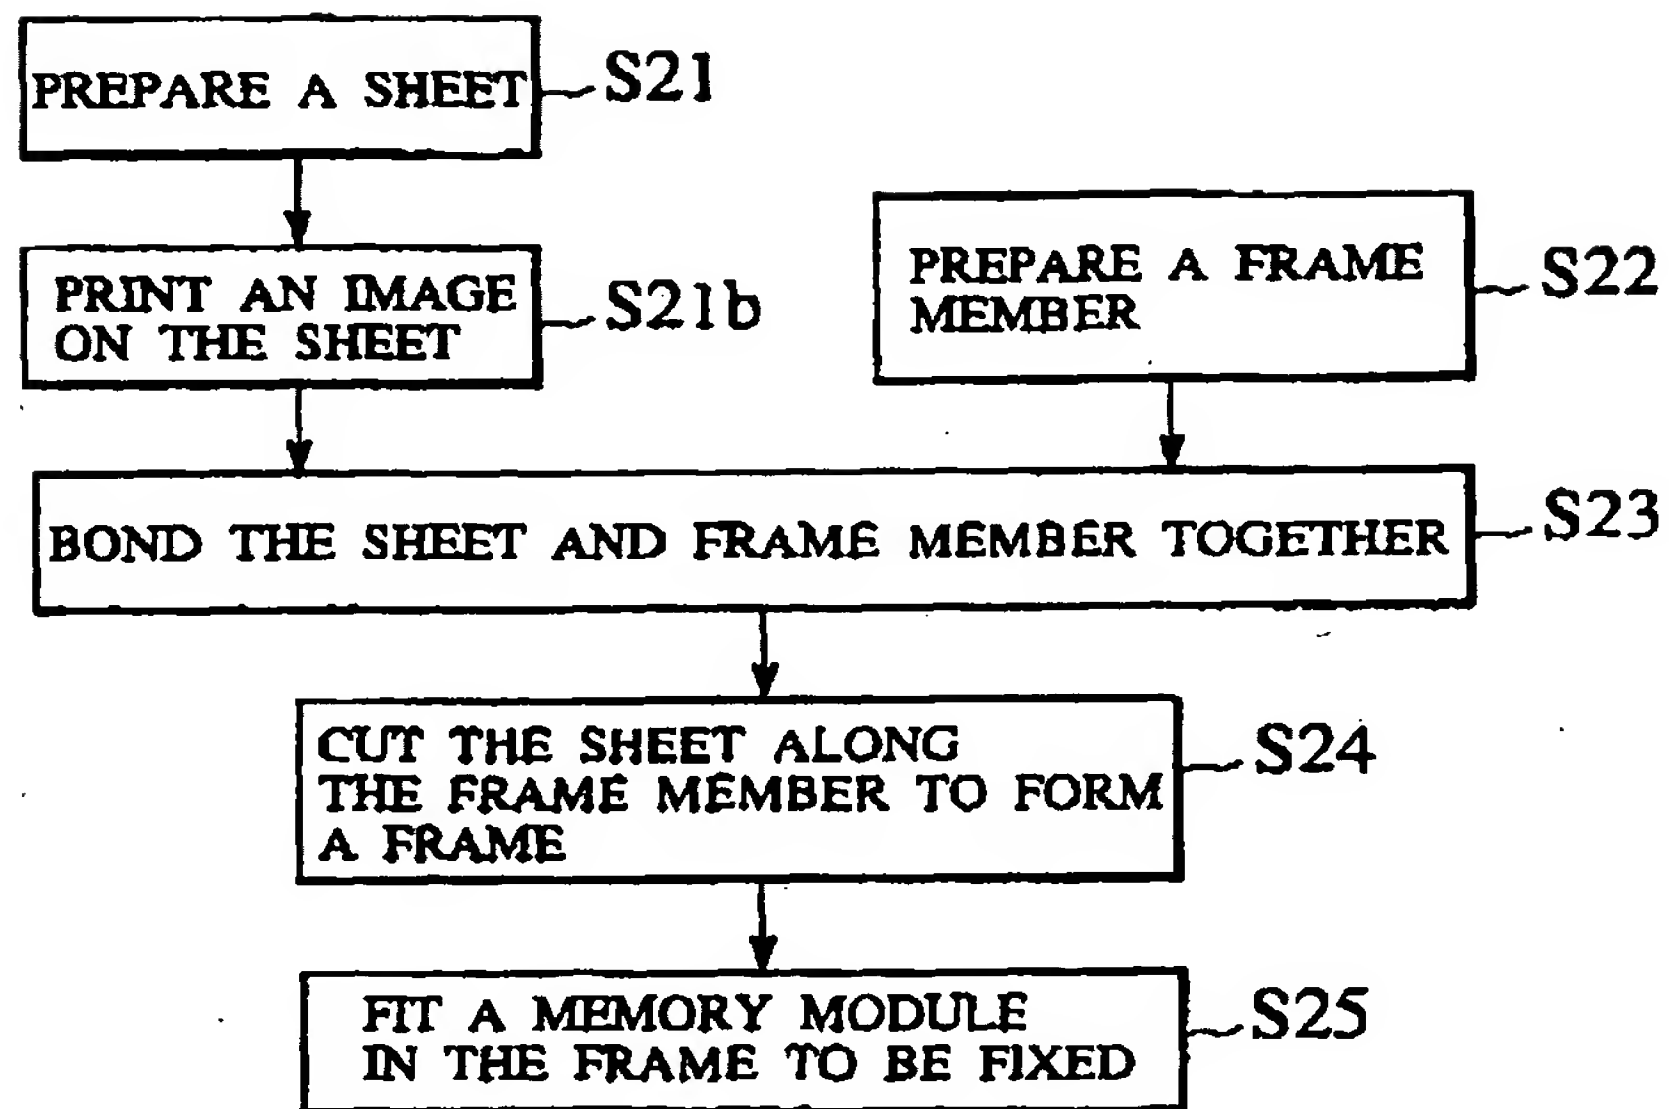 PREPARE A SHEET
S21
PRINT AN IMAGE
ON THE SHEET
S21b
PREPARE A FRAME
MEMBER
S22
BOND THE SHEET AND FRAME MEMBER TOGETHER
S23
CUT THE SHEET ALONG
THE FRAME MEMBER TO FORM
A FRAME
S24
FIT A MEMORY MODULE
IN THE FRAME TO BE FIXED
S25